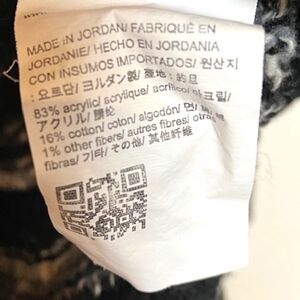 MADE IN JORDAN/ FABRIQUÉ EN
JORDANIE/ HECHO EN JORDANIA
CON INSUMOS IMPORTADOS/ 원산지
: 요르단/ ヨルダン製/ 產地: 約旦
83% acrylic/ acrylique/ acrílico/ 아크릴/
アクリル/ 腈纶
16% cotton/ coton/ algodón/ 면/ 綿/
1% other fibers/ autres fibres/ otras
fibras/ 기타/ その他/ 其他纤维